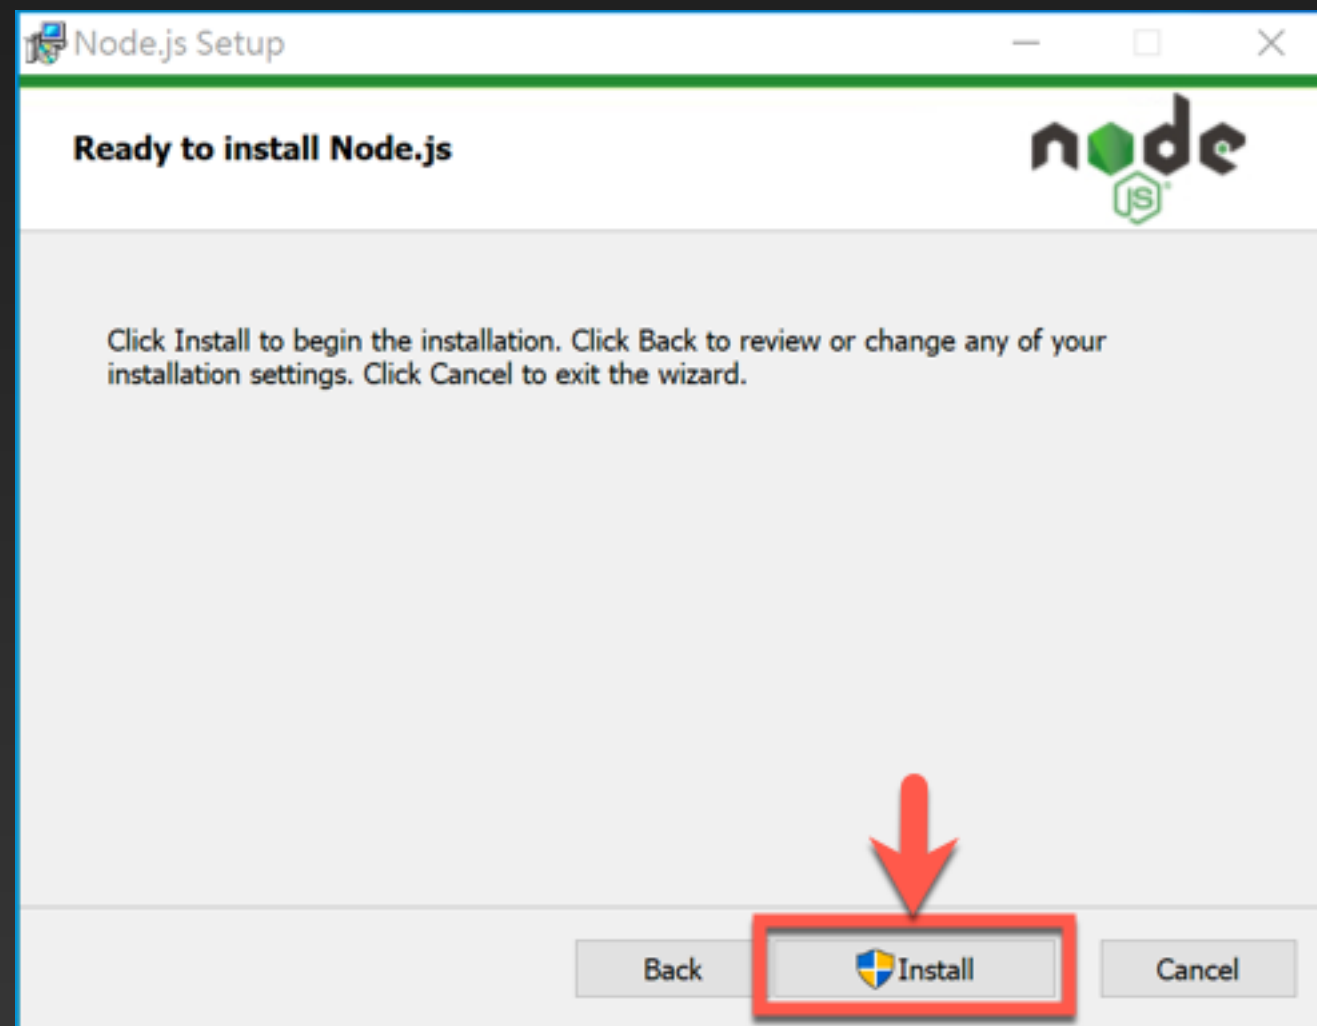 Node.js Setup
Ready to install Node.js
node
JS
Click Install to begin the installation. Click Back to review or change any of your
installation settings. Click Cancel to exit the wizard.
Back
Install
Cancel